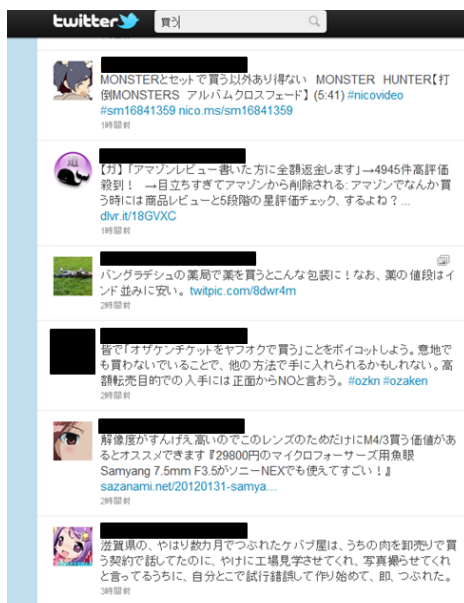 twitter
買う
MONSTERとセットで買う以外あり得ない MONSTER HUNTER【打
倒MONSTERS アルバムクロスフェード】 (5:41) #nicovideo
#sm16841359 nico.ms/sm16841359
1時間前
【ガ】「アマゾンレビュー書いた方に全額返金します」→4945件高評価
殺到！ →目立ちすぎてアマゾンから削除される: アマゾンでなんか買
う時には商品レビューと5段階の星評価チェック、するよね？...
dlvr.it/18GVXC
1時間前
バングラデシュの薬局で薬を買うとこんな包装に！なお、薬の値段はイ
ンド並みに安い。 twitpic.com/8dwr4m
2時間前
皆で「オザケンチケットをヤフオクで買う」ことをボイコットしよう。意地で
も買わないでいることで、他の方法で手に入れられるかもしれない。高
額転売目的での入手には正面からNOと言おう。 #ozkn #ozaken
2時間前
解像度がすんげえ高いのでこのレンズのためだけにM4/3買う価値があ
るとオススメできます 『29800円のマイクロフォーサーズ用魚眼
Samyang 7.5mm F3.5がソニーNEXでも使えてすごい！』
sazanami.net/20120131-samya…
2時間前
滋賀県の、やはり数カ月でつぶれたケバブ屋は、うちの肉を卸売りで買
う契約で話してたのに、やけに工場見学させてくれ、写真撮らせてくれ
と言ってるうちに、自分とこで試行錯誤して作り始めて、即、つぶれた。
3時間前